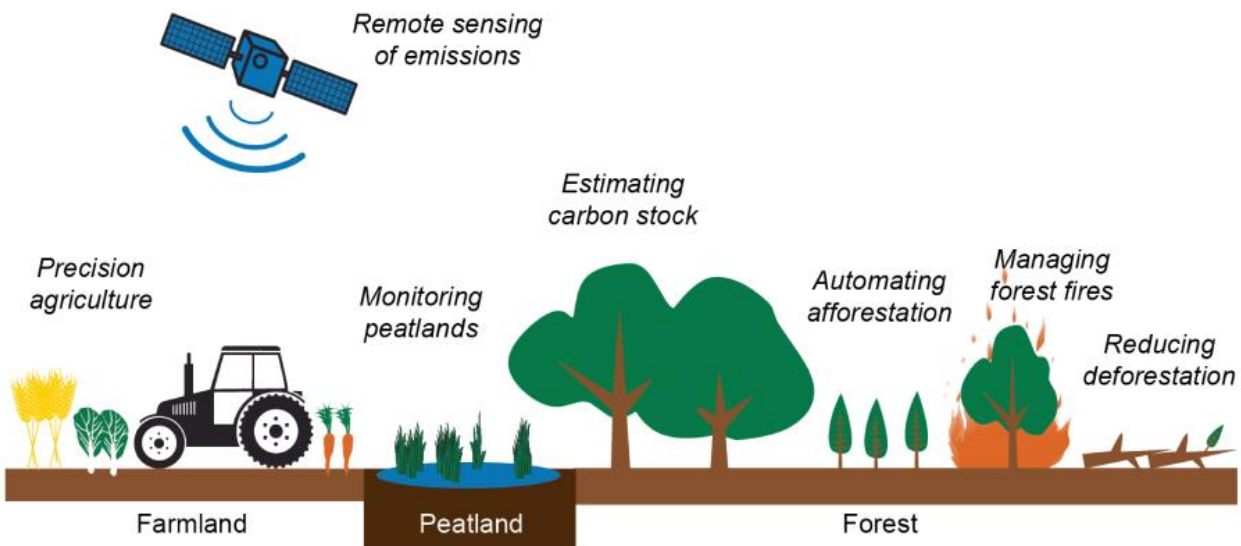 Remote sensing
of emissions
Estimating
carbon stock
Precision
agriculture
Monitoring
peatlands
Automating
afforestation
Managing
forest fires
Reducing
deforestation
Farmland
Peatland
Forest